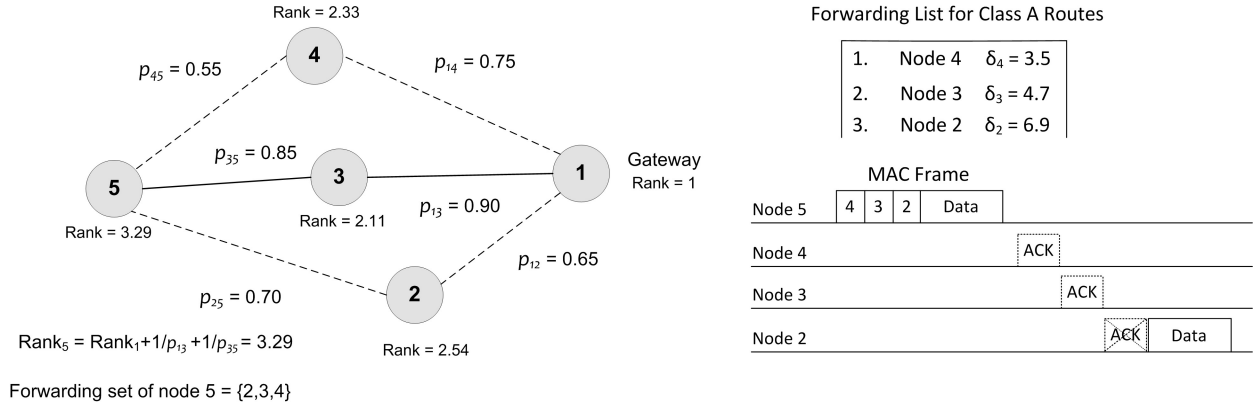 Rank = 2.33
4
p₄₅ = 0.55
p₁₄ = 0.75
p₃₅ = 0.85
5
3
1
Gateway
Rank = 1
Rank = 3.29
Rank = 2.11
p₁₃ = 0.90
p₁₂ = 0.65
p₂₅ = 0.70
2
Rank₅ = Rank₁+1/p₁₃ +1/p₃₅= 3.29
Rank = 2.54
Forwarding set of node 5 = {2,3,4}
Forwarding List for Class A Routes
1. Node 4 δ₄ = 3.5
2. Node 3 δ₃ = 4.7
3. Node 2 δ₂ = 6.9
MAC Frame
Node 5 4 3 2 Data
Node 4 ACK
Node 3 ACK
Node 2 ACK Data